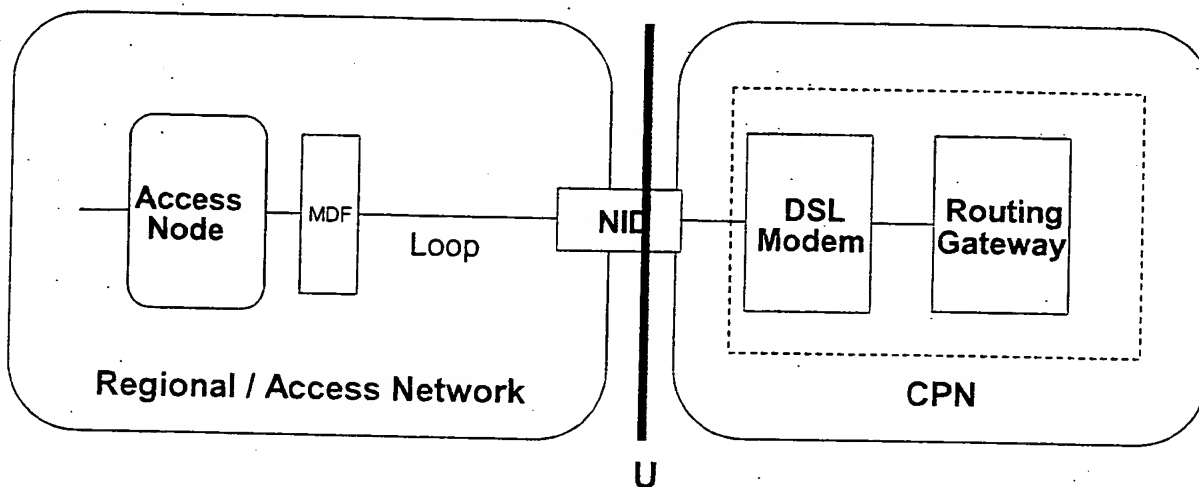 Access
Node
MDF
Loop
NID
DSL
Modem
Routing
Gateway
Regional / Access Network
CPN
U